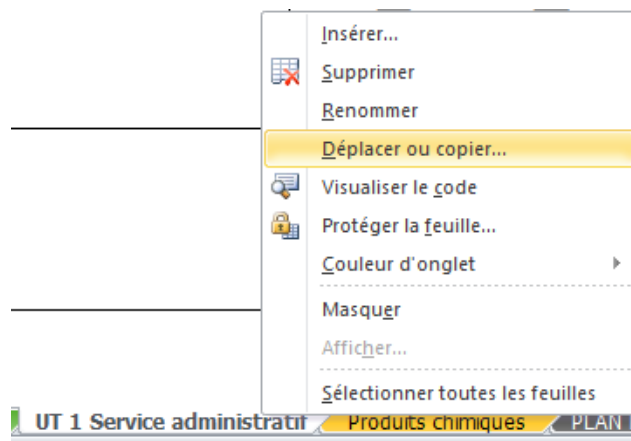 Insérer...
Supprimer
Renommer
Déplacer ou copier...
Visualiser le code
Protéger la feuille...
Couleur d'onglet
Masquer
Afficher...
Sélectionner toutes les feuilles
UT 1 Service administratif Produits chimiques PLAN